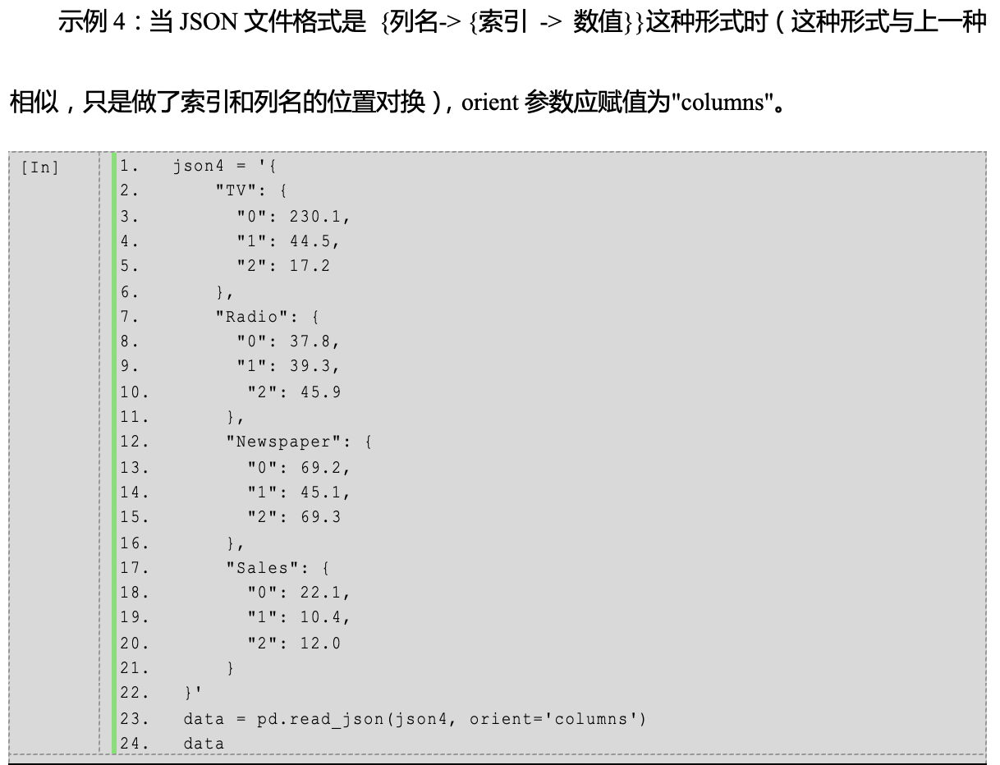 示例 4：当 JSON 文件格式是 {列名-> {索引 -> 数值}}这种形式时（这种形式与上一种
相似，只是做了索引和列名的位置对换），orient 参数应赋值为"columns"。
[In] 1. json4 = '{
2. "TV": {
3. "0": 230.1,
4. "1": 44.5,
5. "2": 17.2
6. },
7. "Radio": {
8. "0": 37.8,
9. "1": 39.3,
10. "2": 45.9
11. },
12. "Newspaper": {
13. "0": 69.2,
14. "1": 45.1,
15. "2": 69.3
16. },
17. "Sales": {
18. "0": 22.1,
19. "1": 10.4,
20. "2": 12.0
21. }
22. }'
23. data = pd.read_json(json4, orient='columns')
24. data